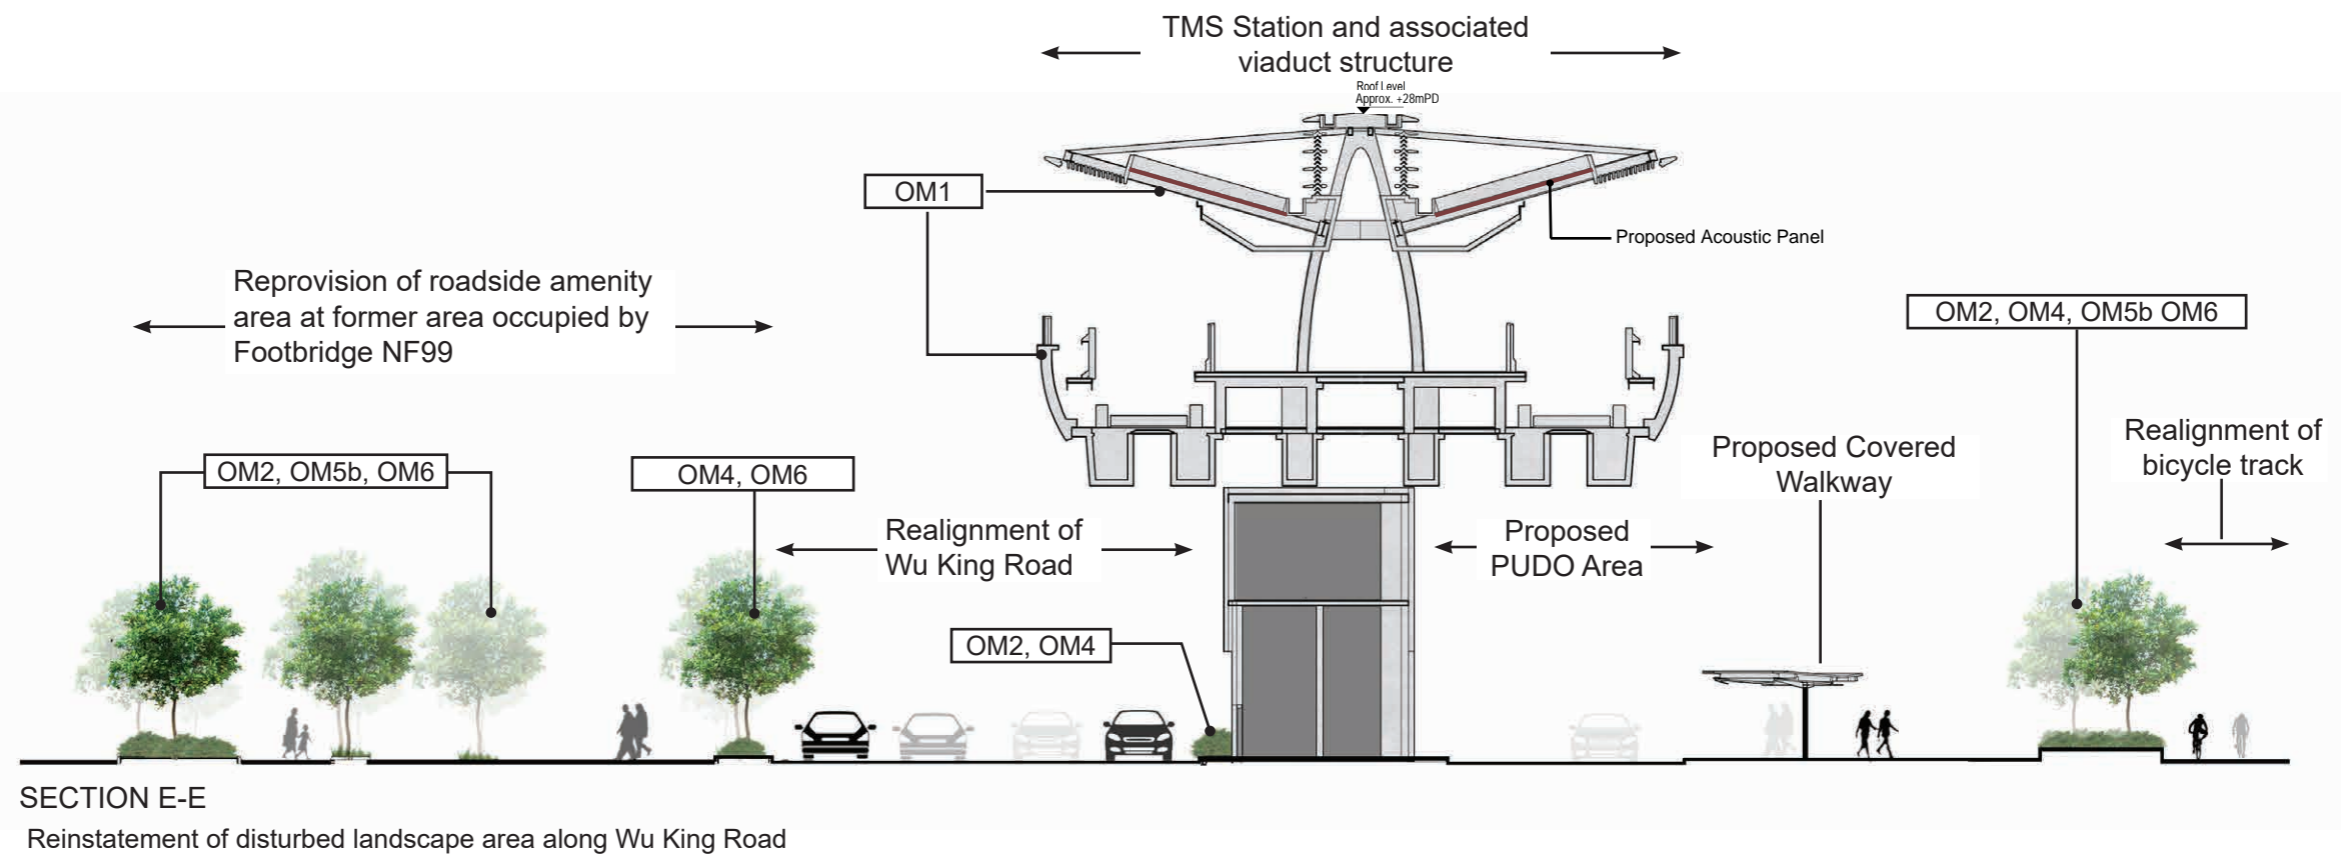 TMS Station and associated
viaduct structure
Roof Level
Approx. +28mPD
OM1
Proposed Acoustic Panel
Reprovision of roadside amenity
area at former area occupied by
Footbridge NF99
OM2, OM4, OM5b OM6
OM2, OM5b, OM6
OM4, OM6
Realignment of
Wu King Road
Proposed
PUDO Area
Proposed Covered
Walkway
Realignment of
bicycle track
OM2, OM4
SECTION E-E
Reinstatement of disturbed landscape area along Wu King Road